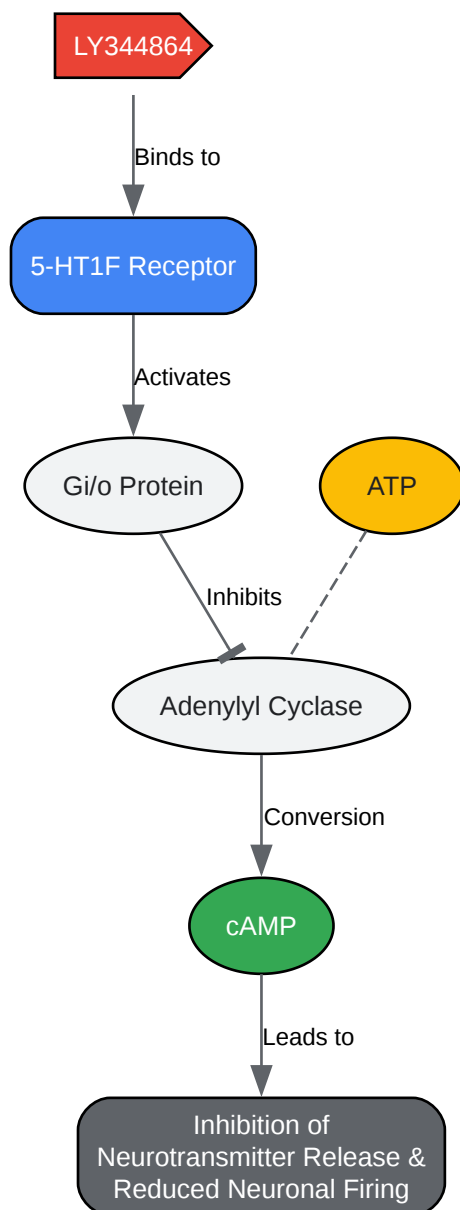 LY344864
Binds to
5-HT1F Receptor
Activates
Gi/o Protein
ATP
Inhibits
Adenylyl Cyclase
Conversion
cAMP
Leads to
Inhibition of
Neurotransmitter Release &
Reduced Neuronal Firing